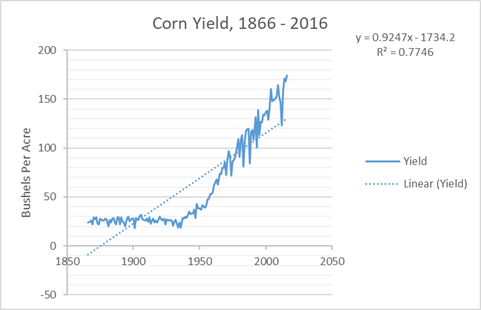 Corn Yield, 1866 - 2016
y = 0.9247x - 1734.2
R² = 0.7746
200
150
100
50
0
-50
1850
1900
1950
2000
2050
Bushels Per Acre
Yield
Linear (Yield)